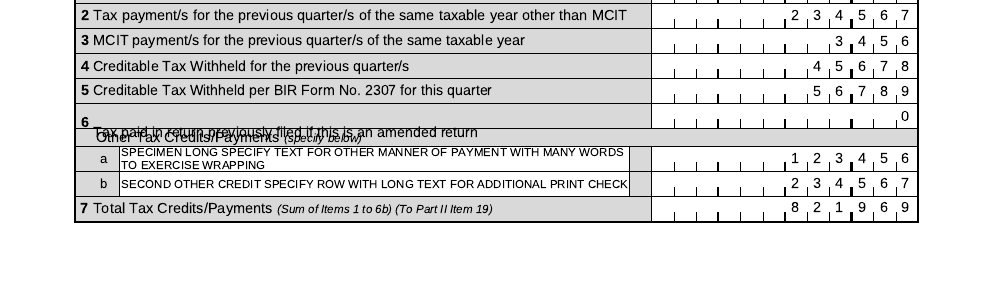 2 Tax payment/s for the previous quarter/s of the same taxable year other than MCIT 2 3 4 5 6 7
3 MCIT payment/s for the previous quarter/s of the same taxable year 3 4 5 6
4 Creditable Tax Withheld for the previous quarter/s 4 5 6 7 8
5 Creditable Tax Withheld per BIR Form No. 2307 for this quarter 5 6 7 8 9
6 Tax paid in return previously filed if this is an amended return 0
Other Tax Credits/Payments (specify below)
a SPECIMEN LONG SPECIFY TEXT FOR OTHER MANNER OF PAYMENT WITH MANY WORDS
TO EXERCISE WRAPPING 1 2 3 4 5 6
b SECOND OTHER CREDIT SPECIFY ROW WITH LONG TEXT FOR ADDITIONAL PRINT CHECK 2 3 4 5 6 7
7 Total Tax Credits/Payments (Sum of Items 1 to 6b) (To Part II Item 19) 8 2 1 9 6 9